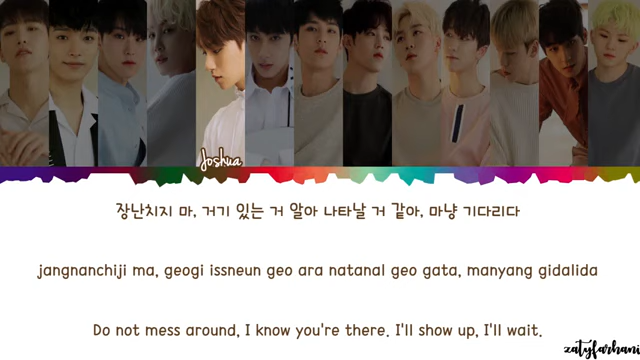 Joshua
장난치지 마, 거기 있는 거 알아 나타날 거 같아, 마냥 기다리다
jangnanchiji ma, geogi issneun geo ara natanal geo gata, manyang gidalida
Do not mess around, I know you're there. I'll show up, I'll wait.
zatyfarhani